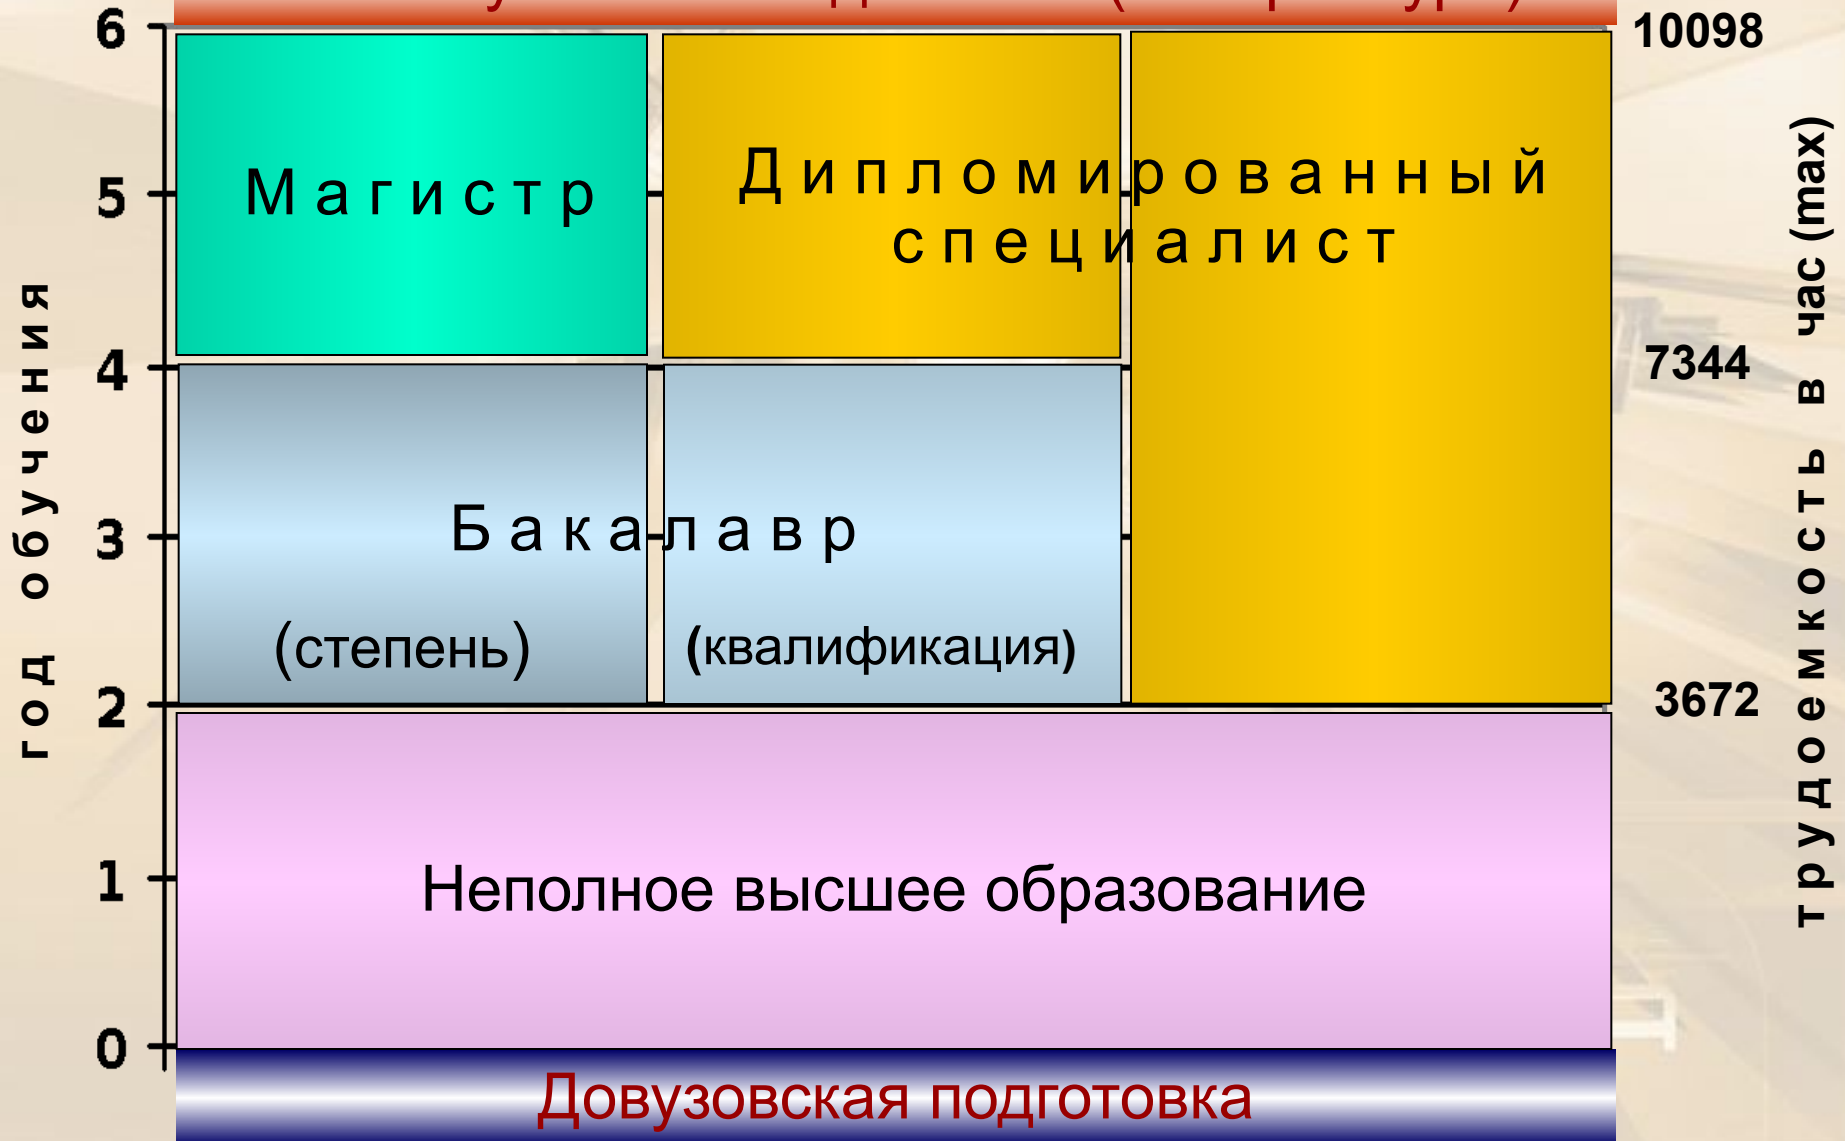 6
10098
Магистр
Дипломированный
специалист
5
4
7344
Бакалавр
3
(степень)
(квалификация)
2
3672
Неполное высшее образование
1
0
Довузовская подготовка
год обучения
трудоемкость в час (max)